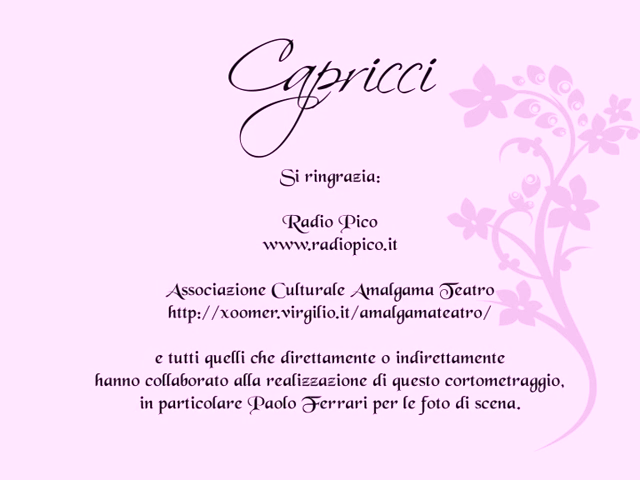 Capricci
Si ringrazia:
Radio Pico
www.radiopico.it
Associazione Culturale Amalgama Teatro
http://xoomer.virgilio.it/amalgamateatro/
e tutti quelli che direttamente o indirettamente
hanno collaborato alla realizzazione di questo cortometraggio,
in particolare Paolo Ferrari per le foto di scena.